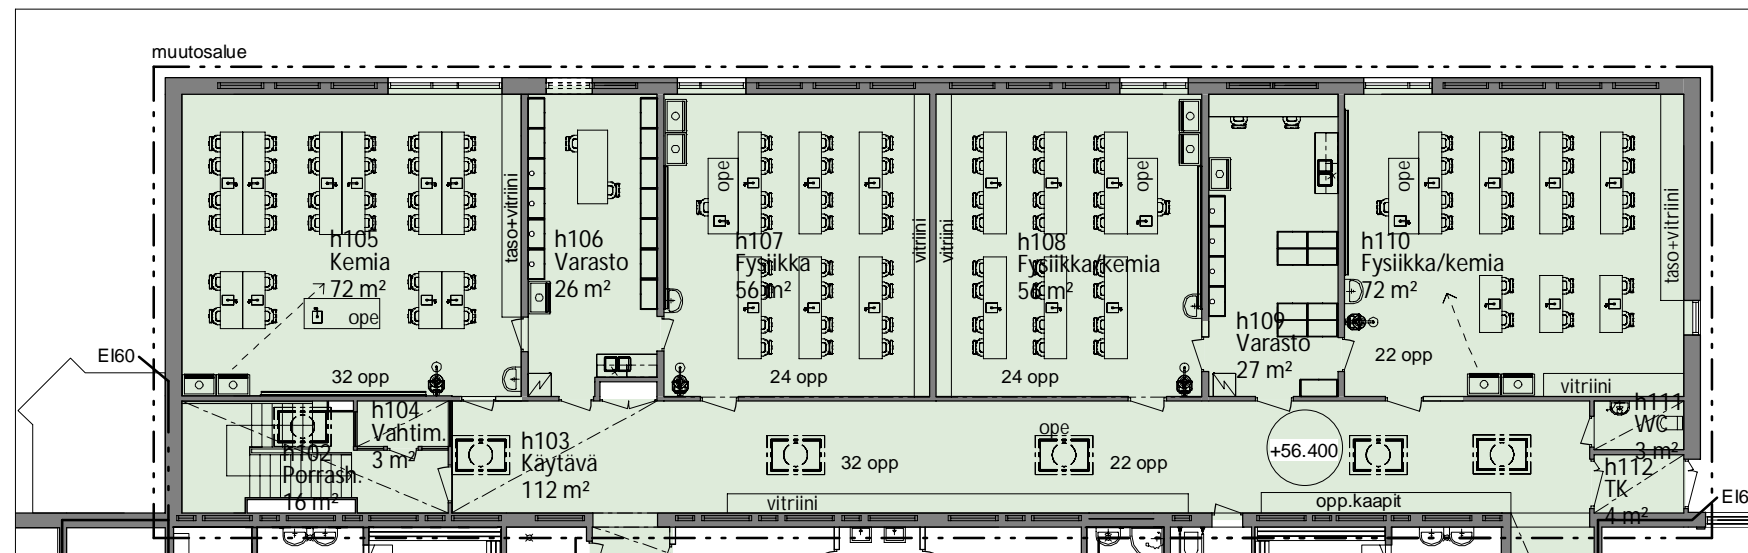 muutosalue
taso+vitriini
h105
Kemia
72 m²
ope
32 opp
h106
Varasto
26 m²
ope
h107
Fysiikka
56 m²
24 opp
vitriini
vitriini
h108
Fysiikka/kemia
56 m²
24 opp
ope
h109
Varasto
27 m²
ope
h110
Fysiikka/kemia
72 m²
22 opp
taso+vitriini
vitriini
EI60
h102
Porrash.
16 m²
h104
Vahtim.
3 m²
h103
Käytävä
112 m²
32 opp
ope
22 opp
+56.400
vitriini
opp.kaapit
h111
WC
3 m²
h112
TK
4 m²
EI6